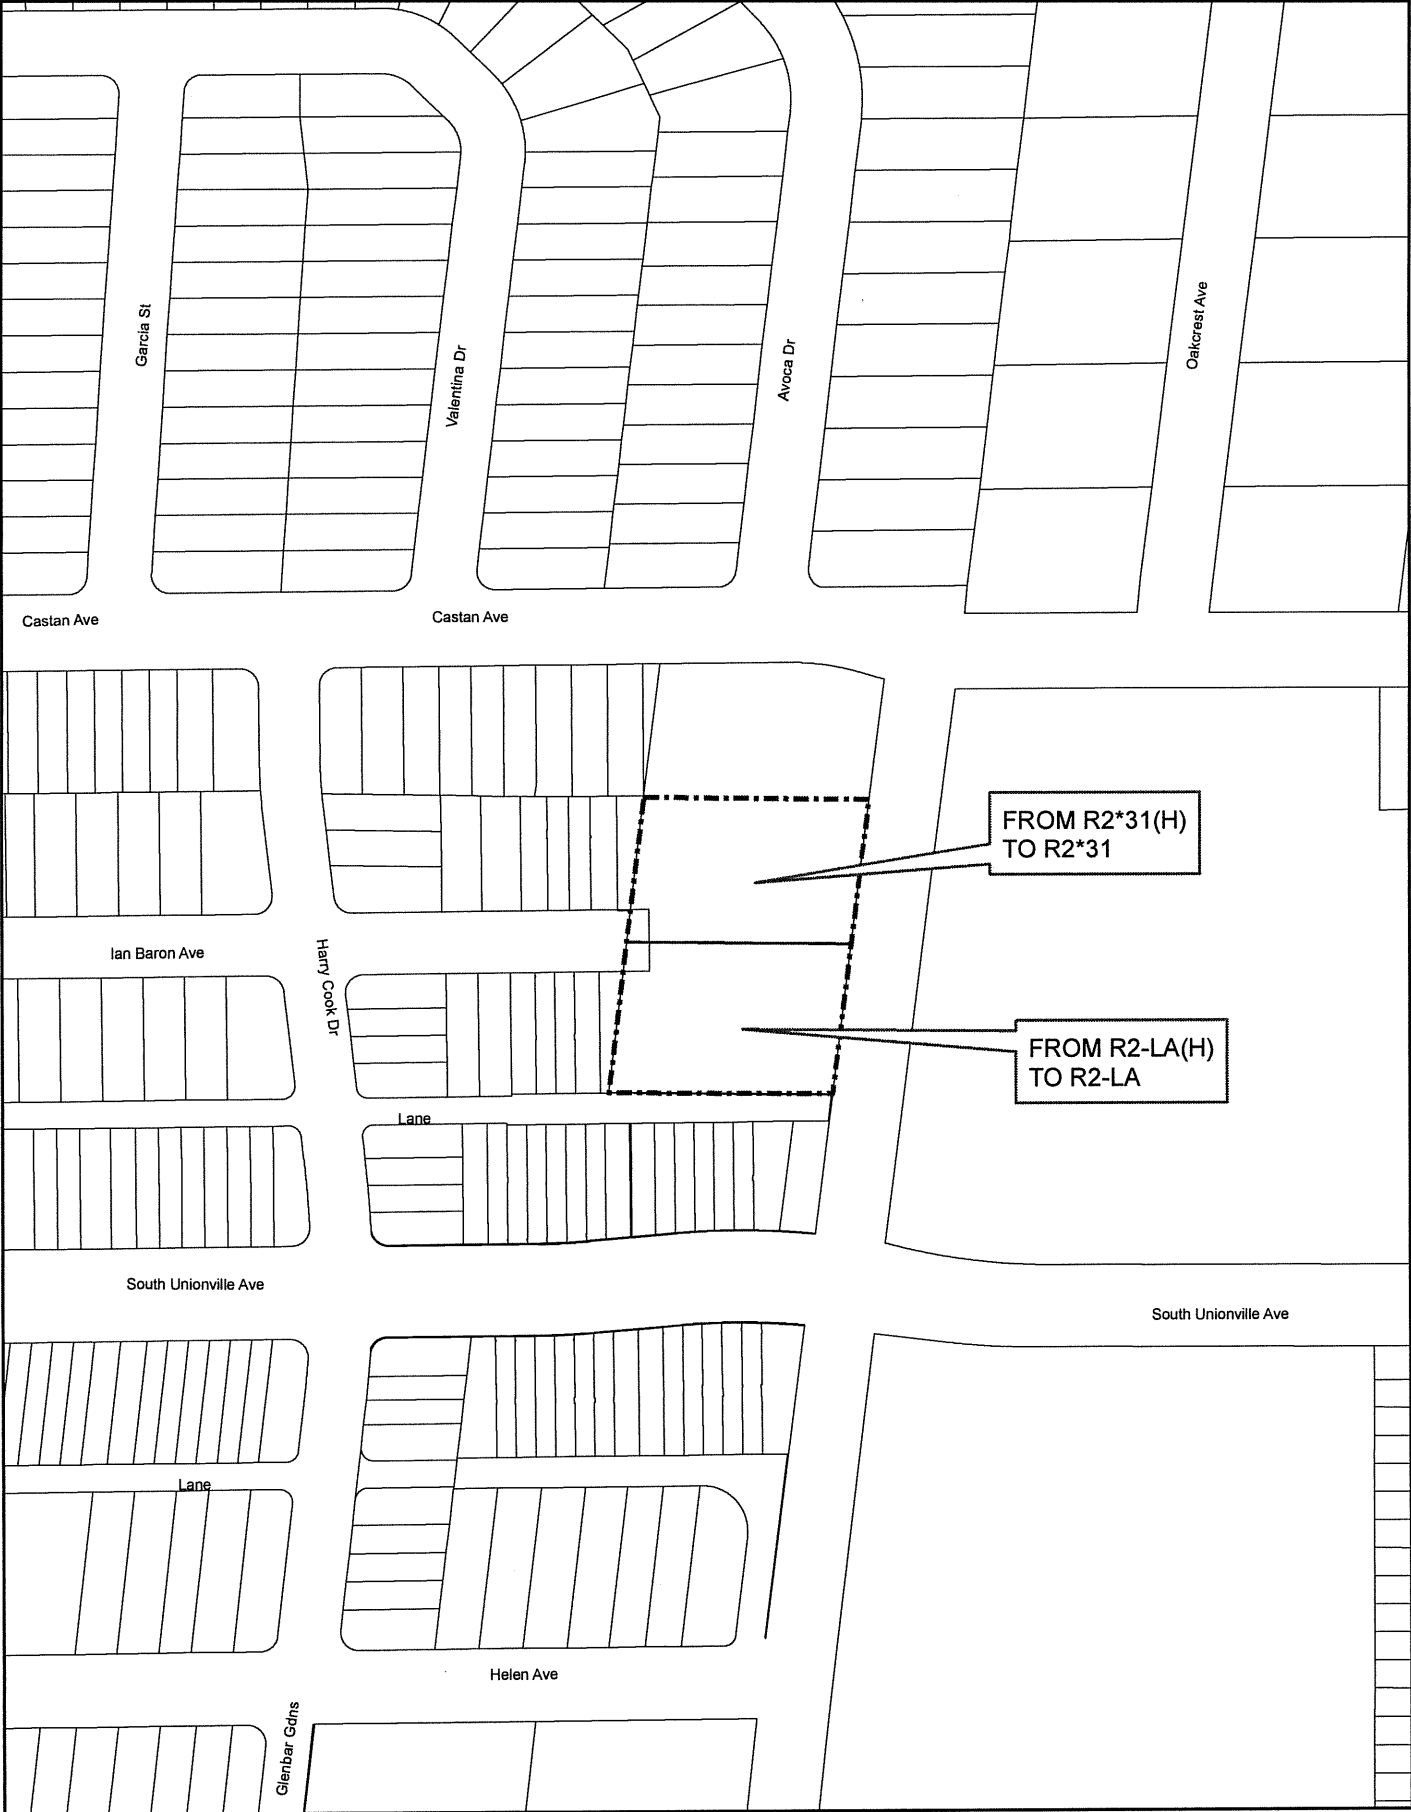 Garcia St
Valentina Dr
Avoca Dr
Oakcrest Ave
Castan Ave
Castan Ave
FROM R2*31(H)
TO R2*31
Ian Baron Ave
Harry Cook Dr
FROM R2-LA(H)
TO R2-LA
Lane
South Unionville Ave
South Unionville Ave
Lane
Helen Ave
Glenbar Gdns